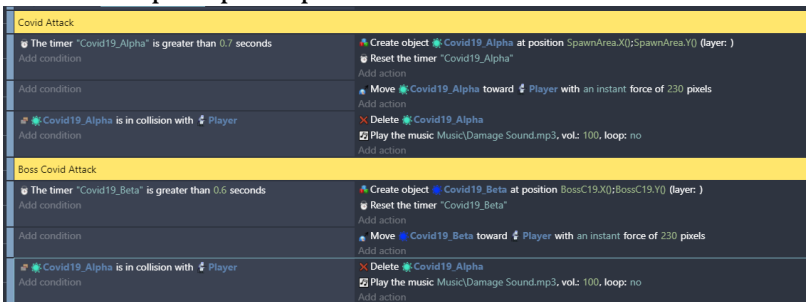 Covid Attack
The timer "Covid19_Alpha" is greater than 0.7 seconds
Add condition
Create object Covid19_Alpha at position SpawnArea.X();SpawnArea.Y() (layer: )
Reset the timer "Covid19_Alpha"
Add action
Add condition
Move Covid19_Alpha toward Player with an instant force of 230 pixels
Add action
Covid19_Alpha is in collision with Player
Add condition
Delete Covid19_Alpha
Play the music Music\Damage Sound.mp3, vol.: 100, loop: no
Add action
Boss Covid Attack
The timer "Covid19_Beta" is greater than 0.6 seconds
Add condition
Create object Covid19_Beta at position BossC19.X();BossC19.Y() (layer: )
Reset the timer "Covid19_Beta"
Add action
Add condition
Move Covid19_Beta toward Player with an instant force of 230 pixels
Add action
Covid19_Alpha is in collision with Player
Add condition
Delete Covid19_Alpha
Play the music Music\Damage Sound.mp3, vol.: 100, loop: no
Add action